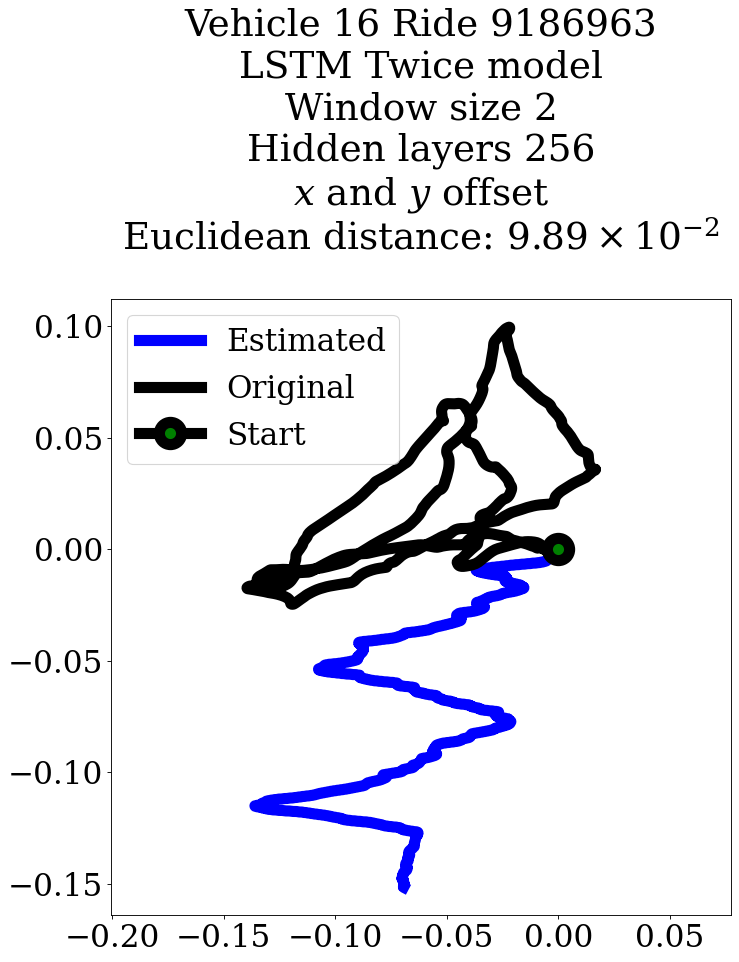 Vehicle 16 Ride 9186963
LSTM Twice model
Window size 2
Hidden layers 256
x and y offset
Euclidean distance: 9.89 × 10⁻²
Estimated
Original
Start
0.10
0.05
0.00
−0.05
−0.10
−0.15
−0.20 −0.15 −0.10 −0.05 0.00 0.05